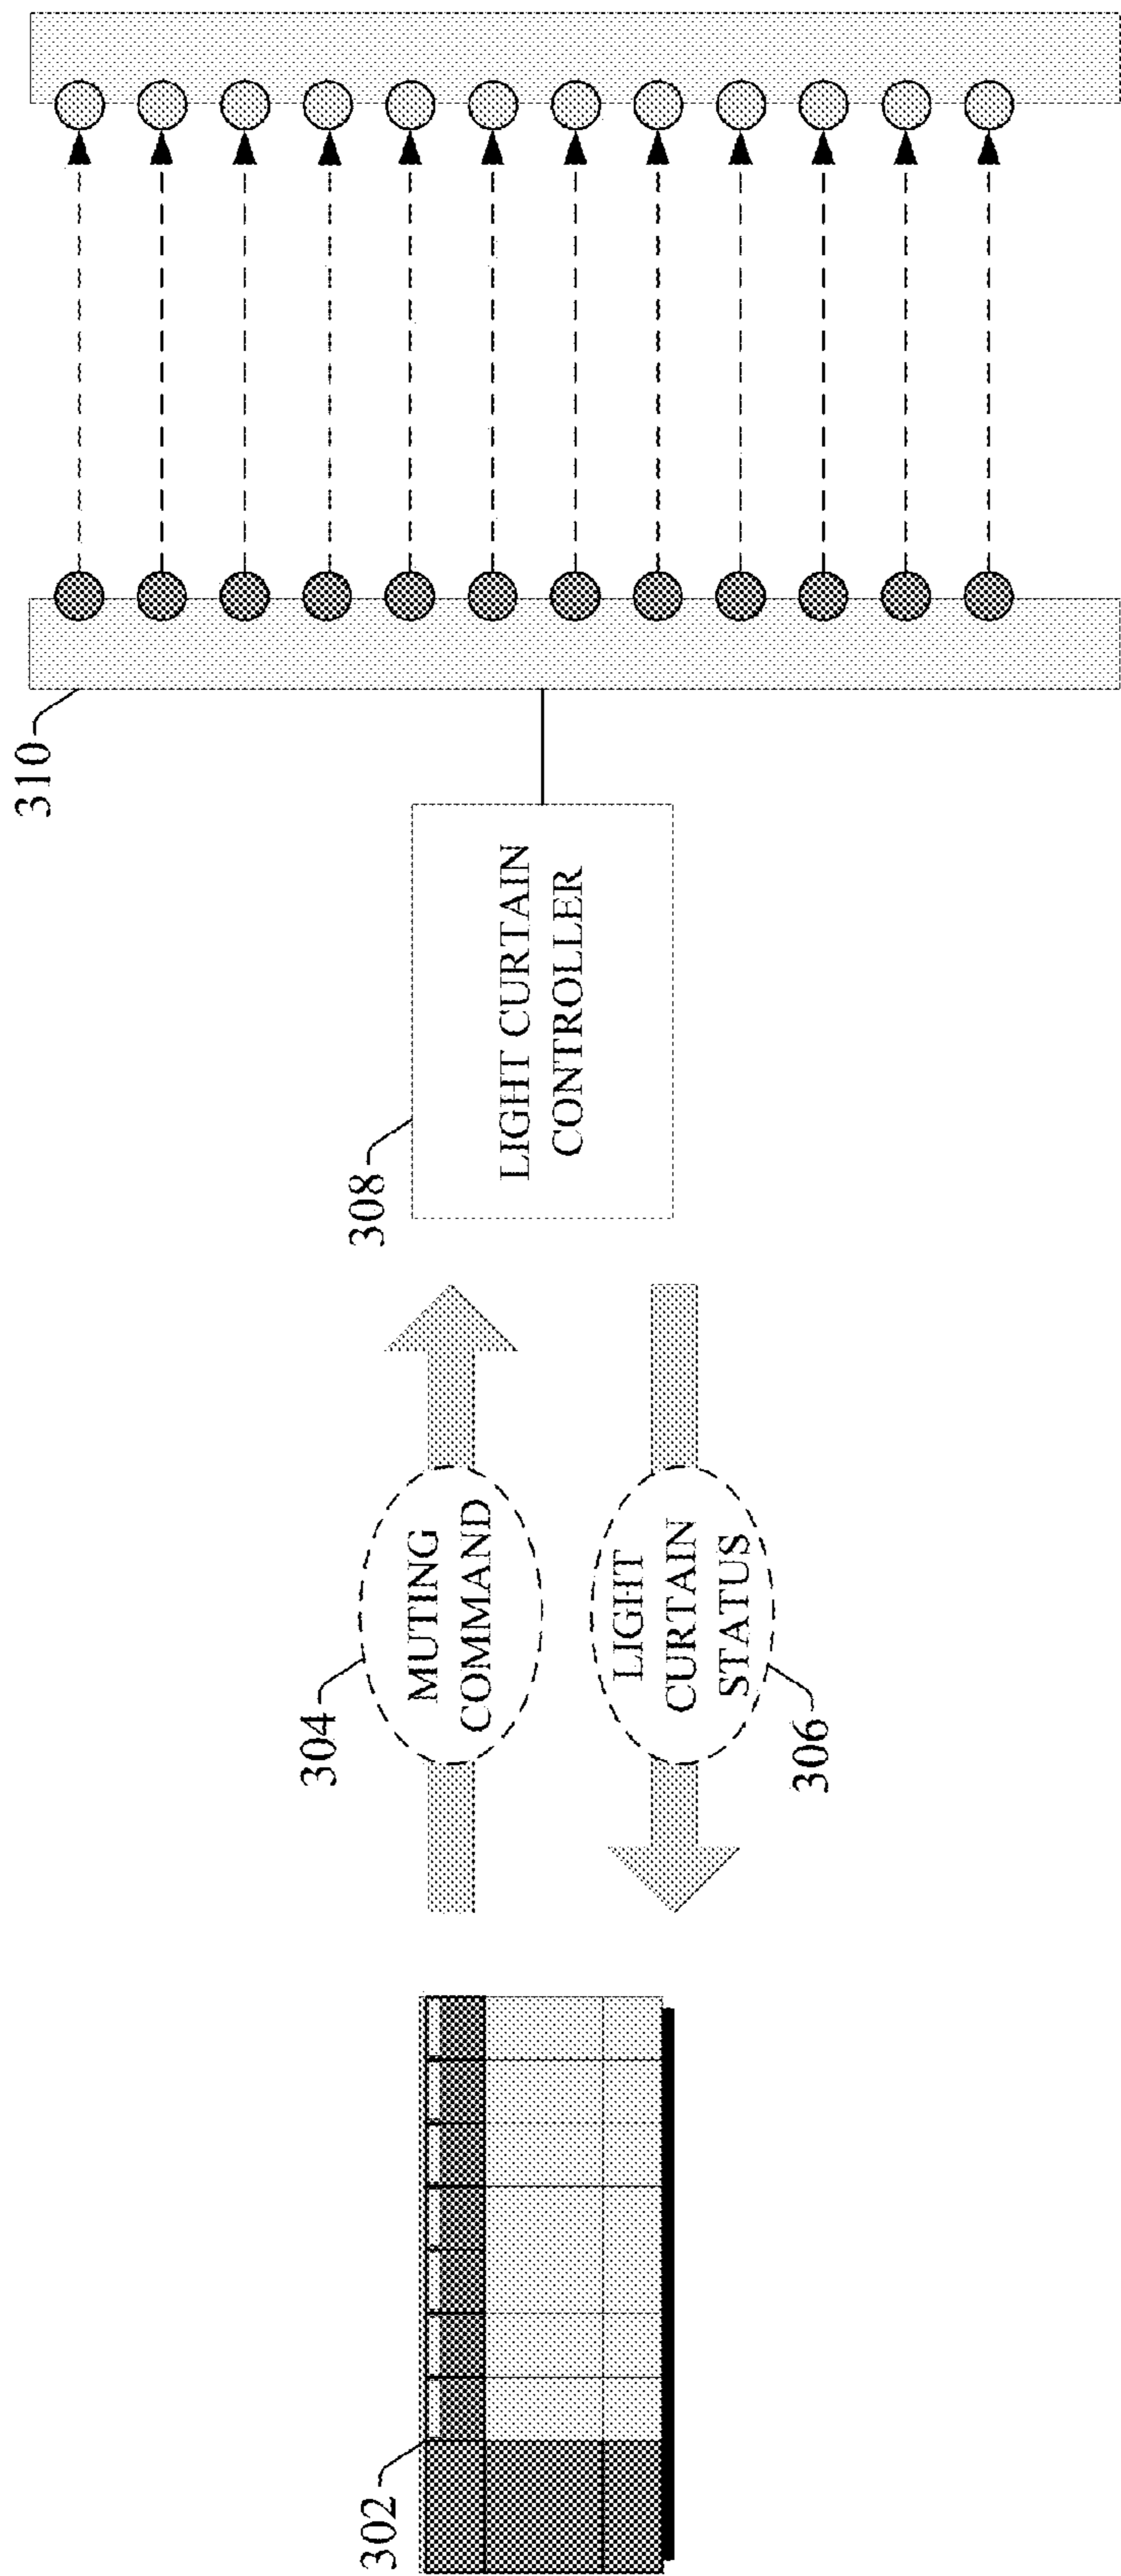 310
308
LIGHT CURTAIN
CONTROLLER
304
MUTING
COMMAND
LIGHT
CURTAIN
STATUS
306
302